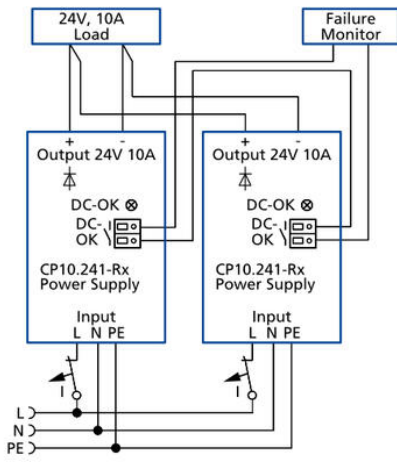 24V, 10A
Load
Failure
Monitor
+ -
Output 24V 10A
DC-OK
DC-
OK
CP10.241-Rx
Power Supply
Input
L N PE
I
+ -
Output 24V 10A
DC-OK
DC-
OK
CP10.241-Rx
Power Supply
Input
L N PE
I
L
N
PE